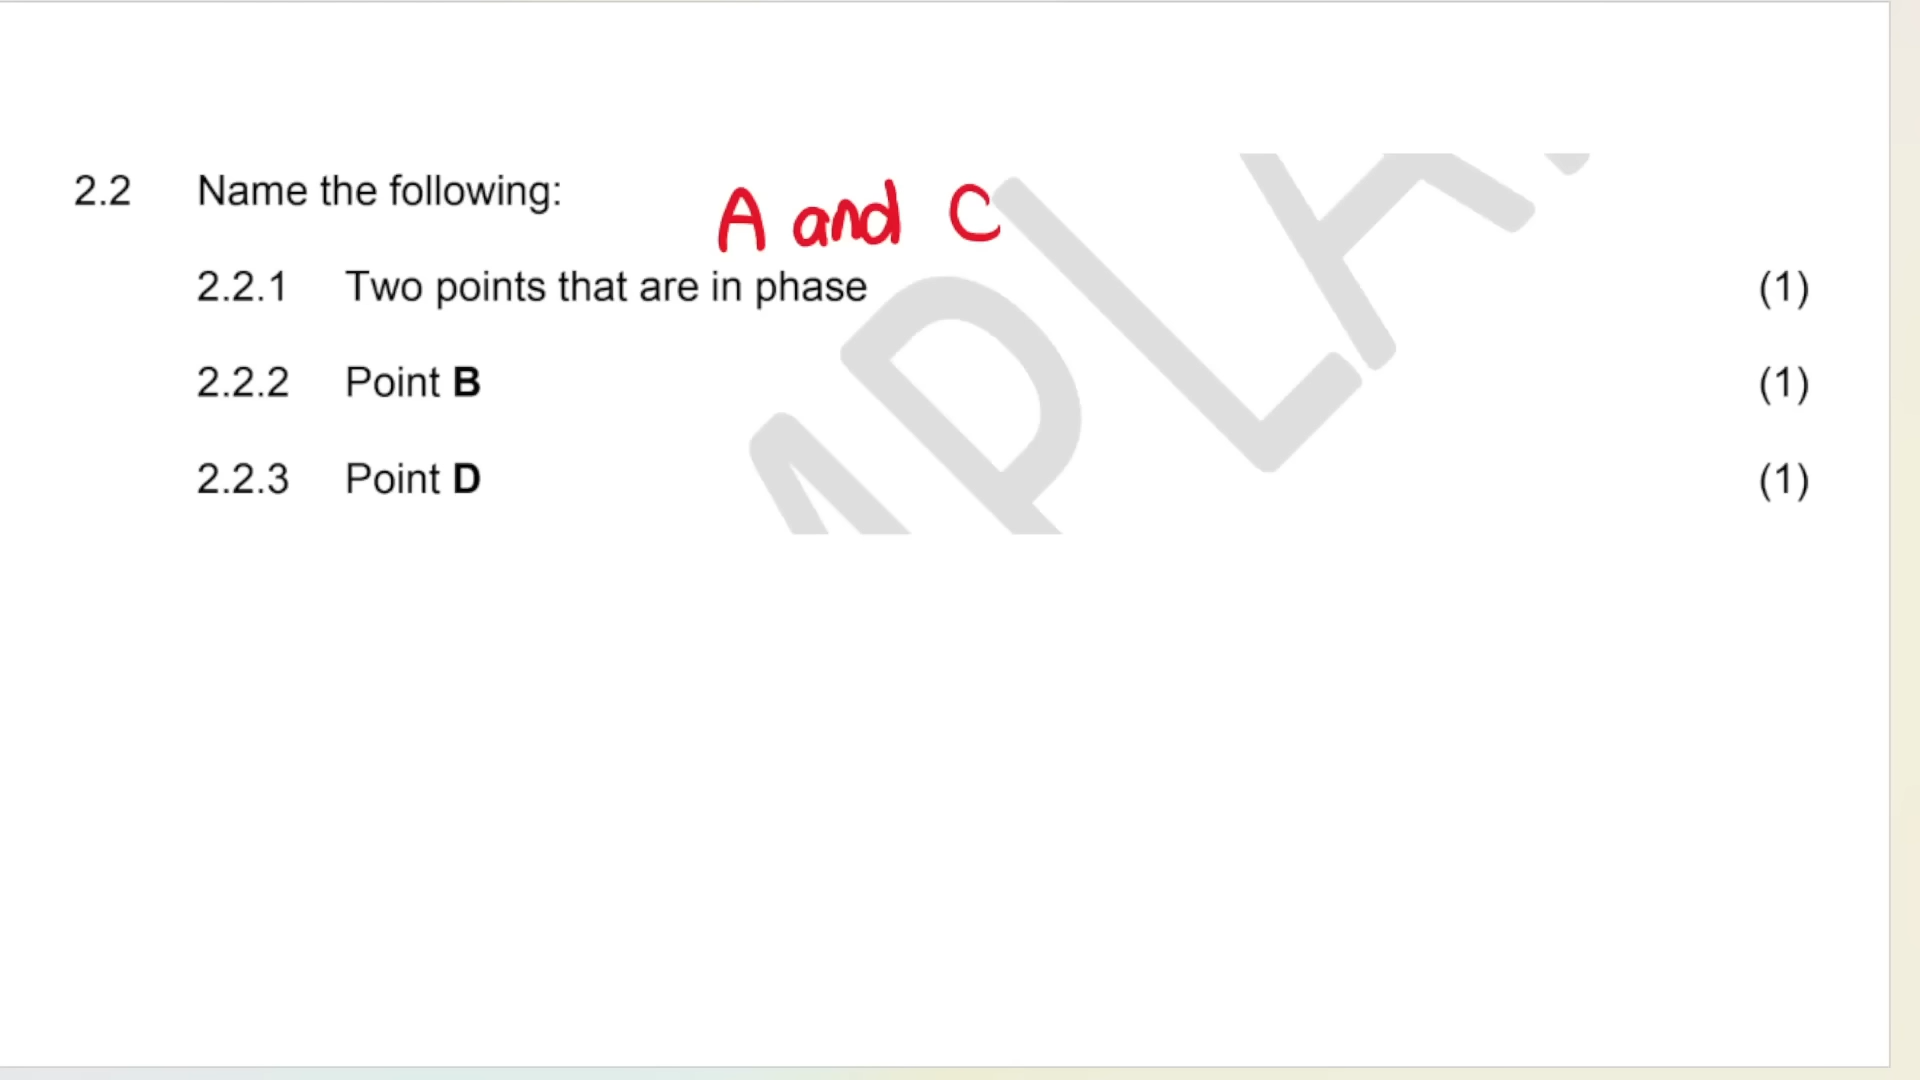 2.2 Name the following:
A and C
2.2.1 Two points that are in phase (1)
2.2.2 Point B (1)
2.2.3 Point D (1)